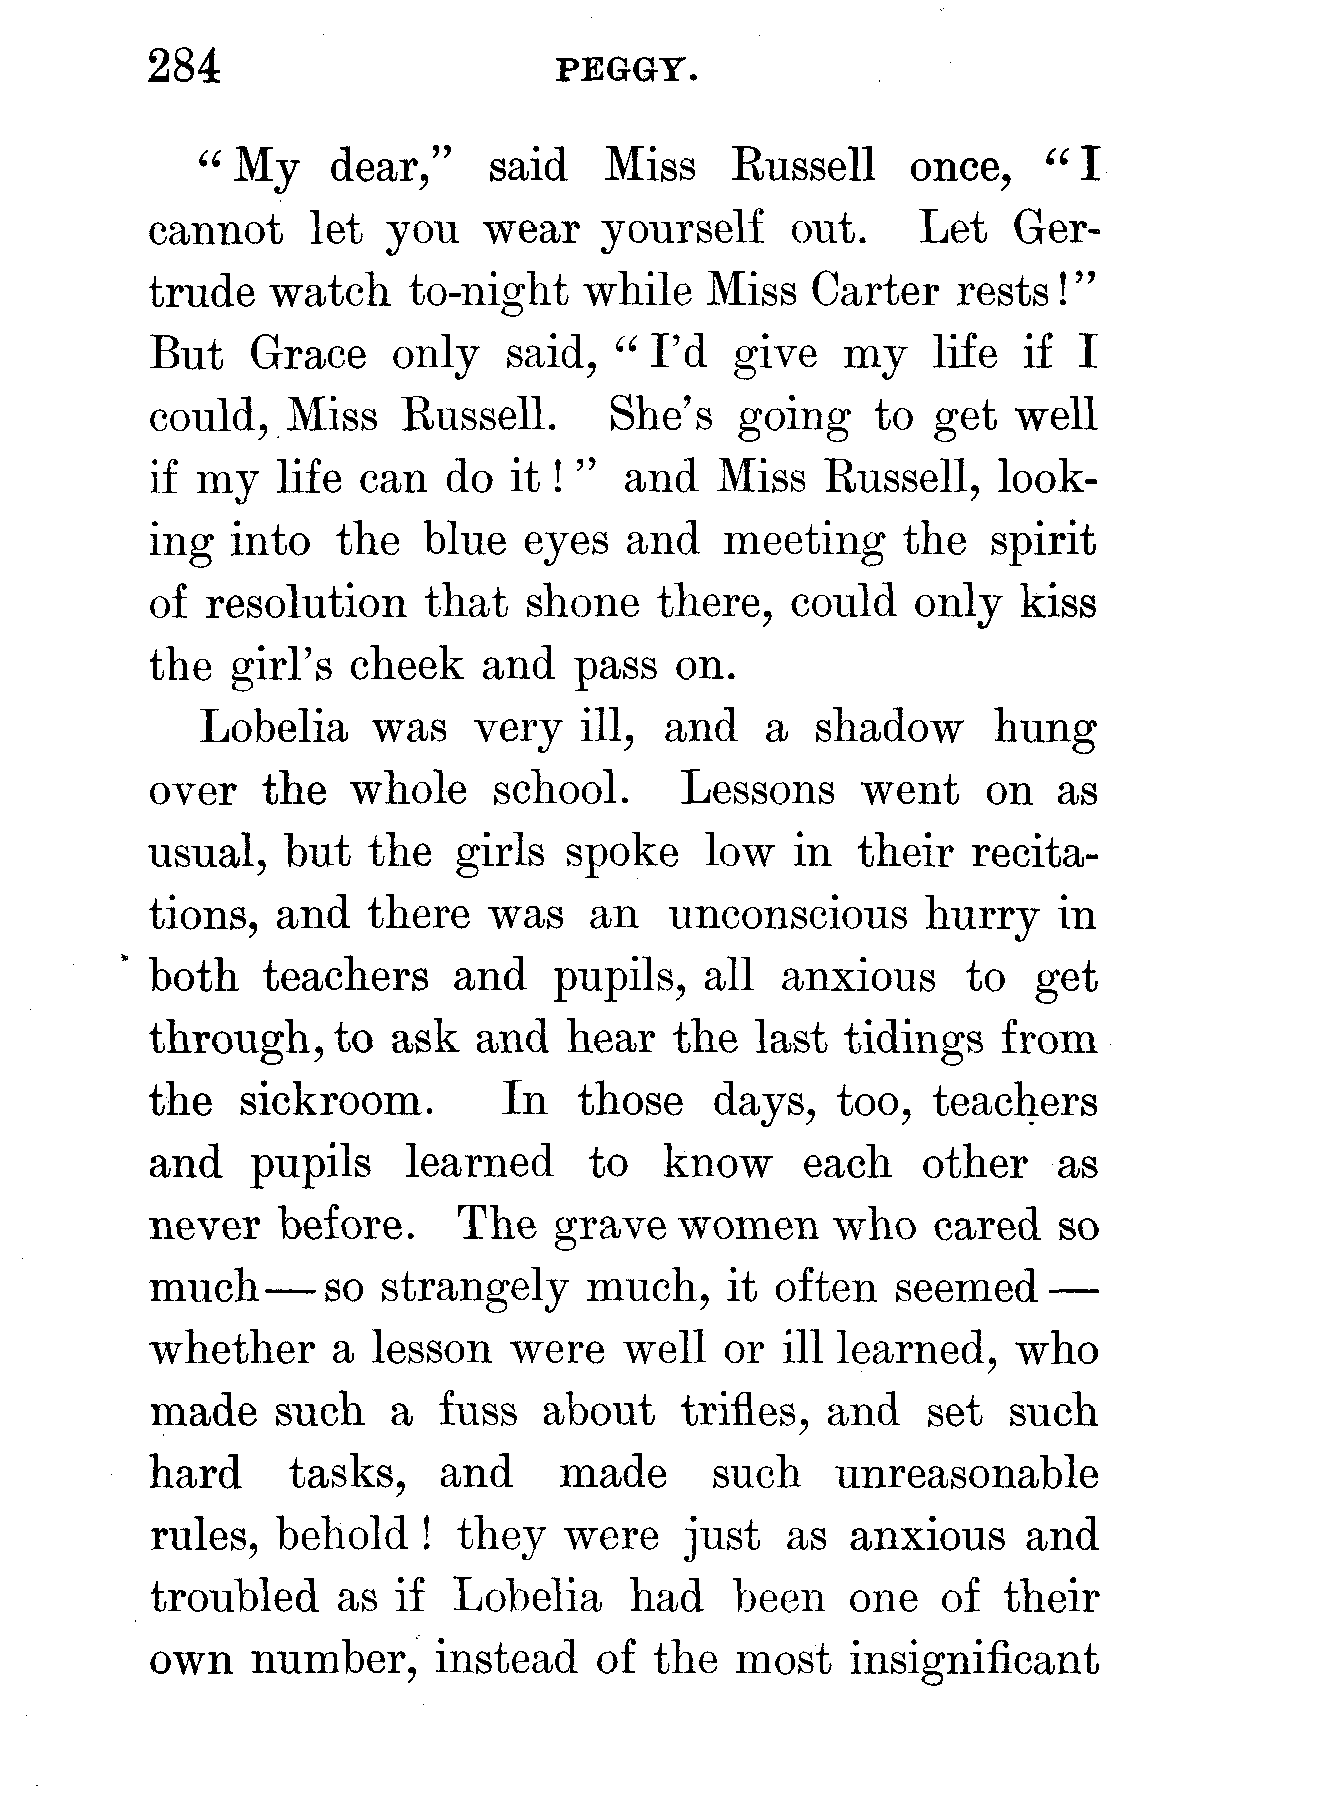 284 PEGGY.
“My dear,” said Miss Russell once, “I
cannot let you wear yourself out. Let Ger-
trude watch to-night while Miss Carter rests!”
But Grace only said, “I’d give my life if I
could, Miss Russell. She’s going to get well
if my life can do it!” and Miss Russell, look-
ing into the blue eyes and meeting the spirit
of resolution that shone there, could only kiss
the girl’s cheek and pass on.
Lobelia was very ill, and a shadow hung
over the whole school. Lessons went on as
usual, but the girls spoke low in their recita-
tions, and there was an unconscious hurry in
both teachers and pupils, all anxious to get
through, to ask and hear the last tidings from
the sickroom. In those days, too, teachers
and pupils learned to know each other as
never before. The grave women who cared so
much—so strangely much, it often seemed—
whether a lesson were well or ill learned, who
made such a fuss about trifles, and set such
hard tasks, and made such unreasonable
rules, behold! they were just as anxious and
troubled as if Lobelia had been one of their
own number, instead of the most insignificant